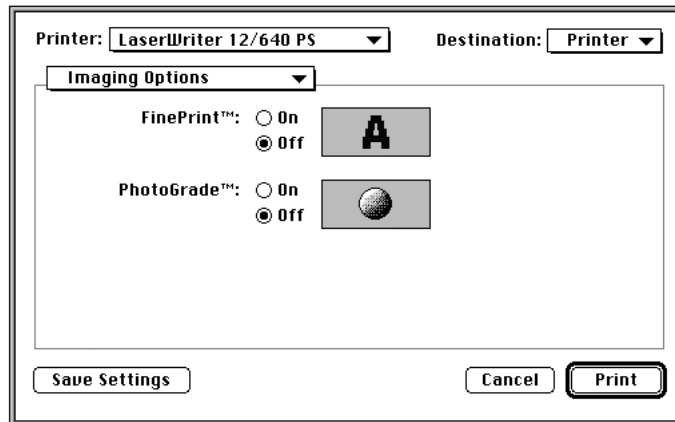 Printer: LaserWriter 12/640 PS Destination: Printer
Imaging Options
FinePrint™: On
Off
A
PhotoGrade™: On
Off
Save Settings Cancel Print